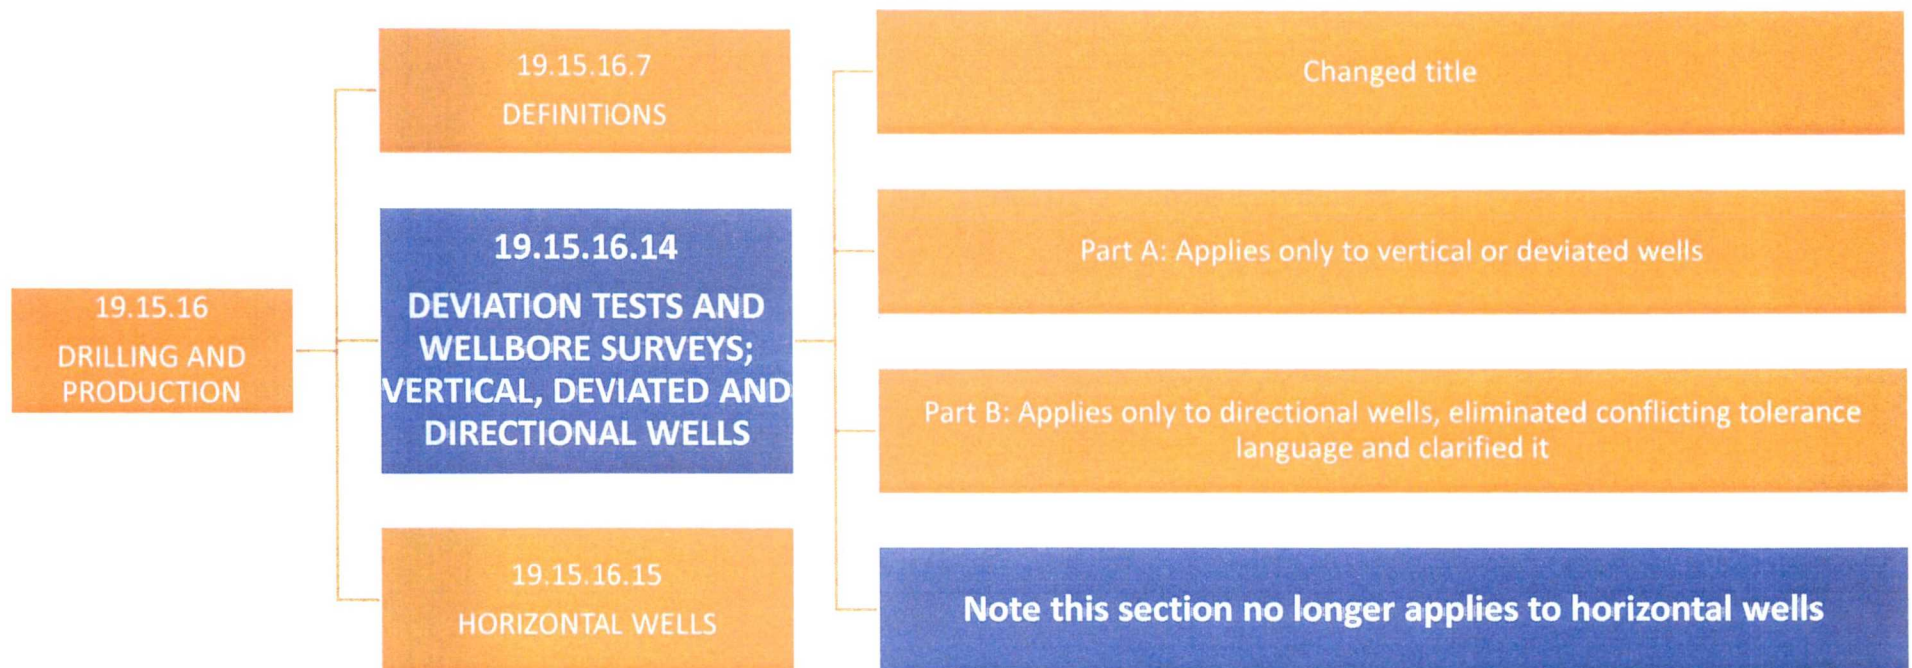 19.15.16
DRILLING AND
PRODUCTION
19.15.16.7
DEFINITIONS
19.15.16.14
DEVIATION TESTS AND
WELLBORE SURVEYS;
VERTICAL, DEVIATED AND
DIRECTIONAL WELLS
19.15.16.15
HORIZONTAL WELLS
Changed title
Part A: Applies only to vertical or deviated wells
Part B: Applies only to directional wells, eliminated conflicting tolerance
language and clarified it
Note this section no longer applies to horizontal wells